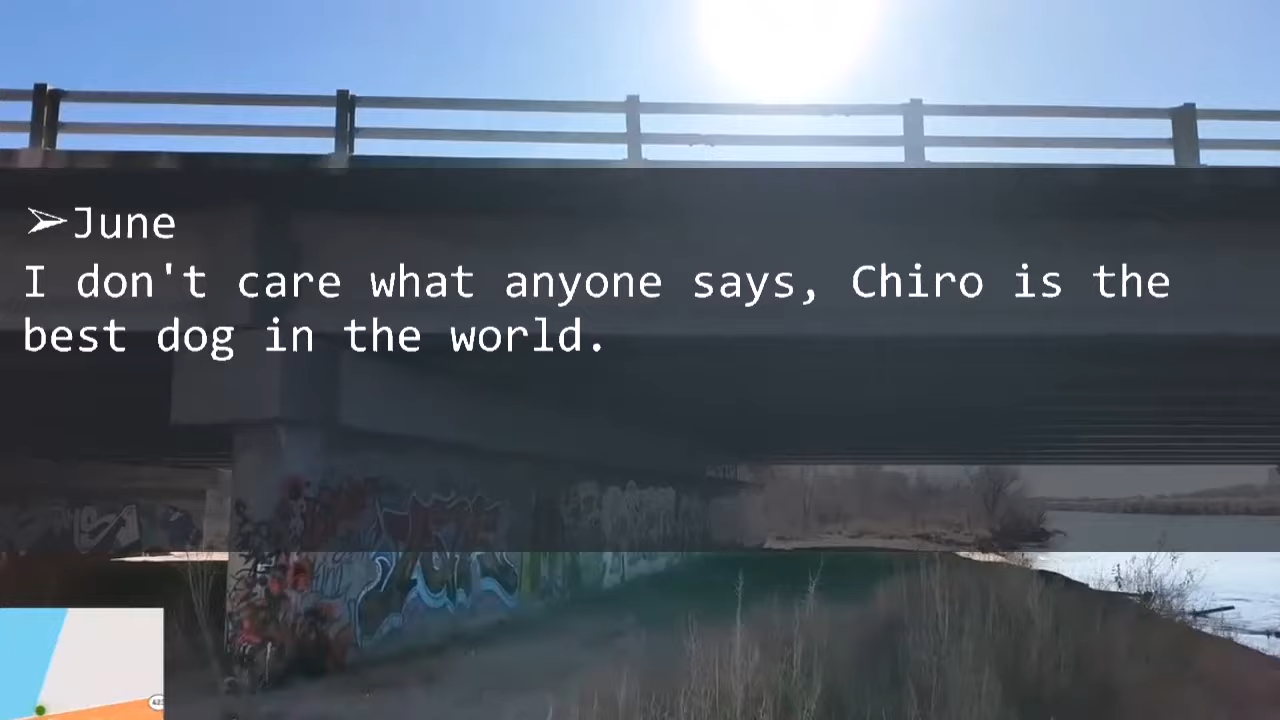 ➢June
I don't care what anyone says, Chiro is the
best dog in the world.